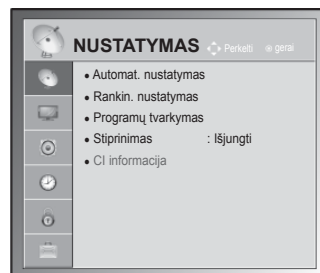 NUSTATYMAS Perkelti gerai
• Automat. nustatymas
• Rankin. nustatymas
• Programų tvarkymas
• Stiprinimas : Išjungti
• CI informacija